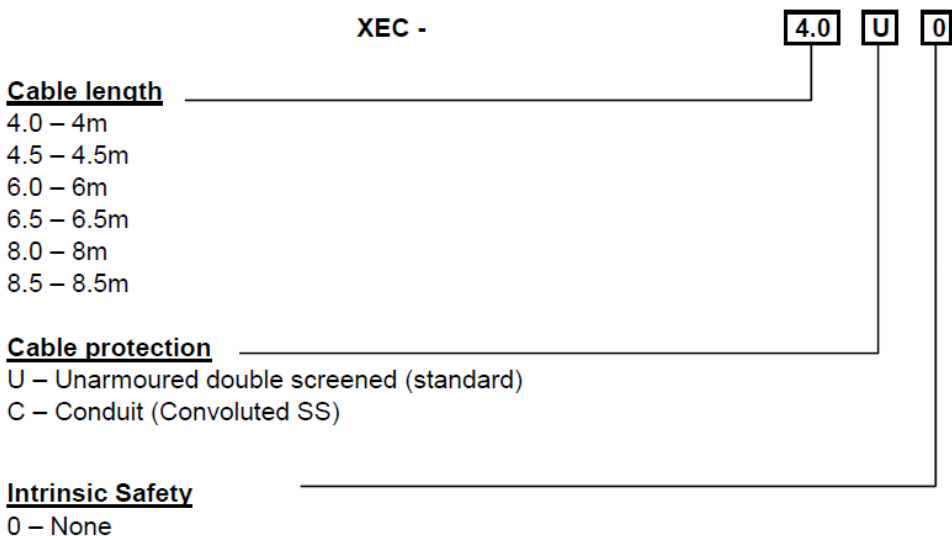 XEC - 4.0 U 0
Cable length
4.0 – 4m
4.5 – 4.5m
6.0 – 6m
6.5 – 6.5m
8.0 – 8m
8.5 – 8.5m
Cable protection
U – Unarmoured double screened (standard)
C – Conduit (Convoluted SS)
Intrinsic Safety
0 – None